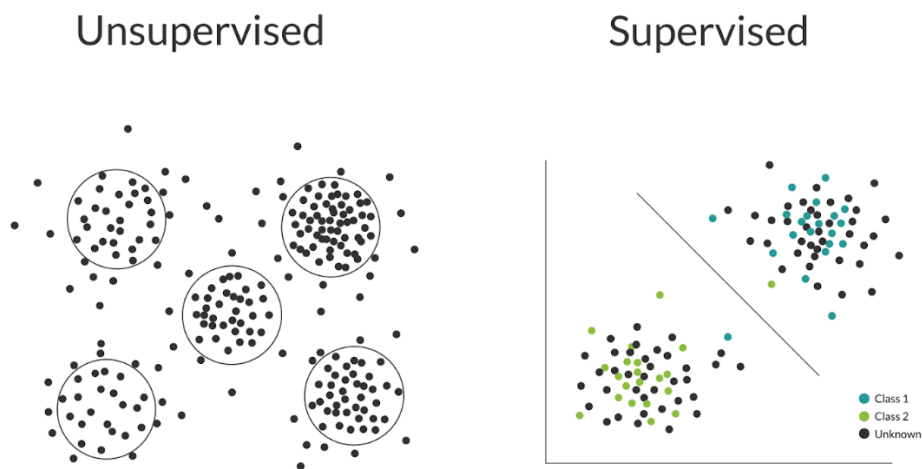 Unsupervised
Supervised
Class 1
Class 2
Unknown